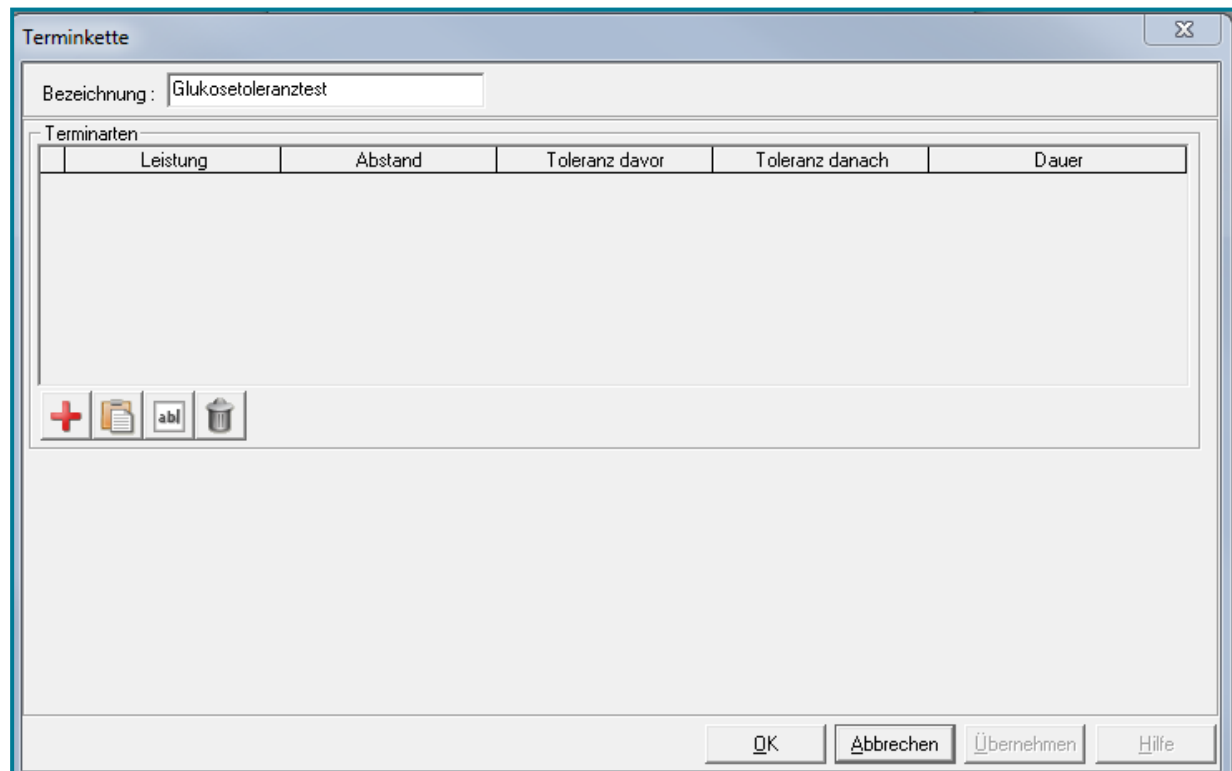 Terminkette
Bezeichnung : Glukosetoleranztest
Terminarten
Leistung Abstand Toleranz davor Toleranz danach Dauer
abl
OK Abbrechen Übernehmen Hilfe